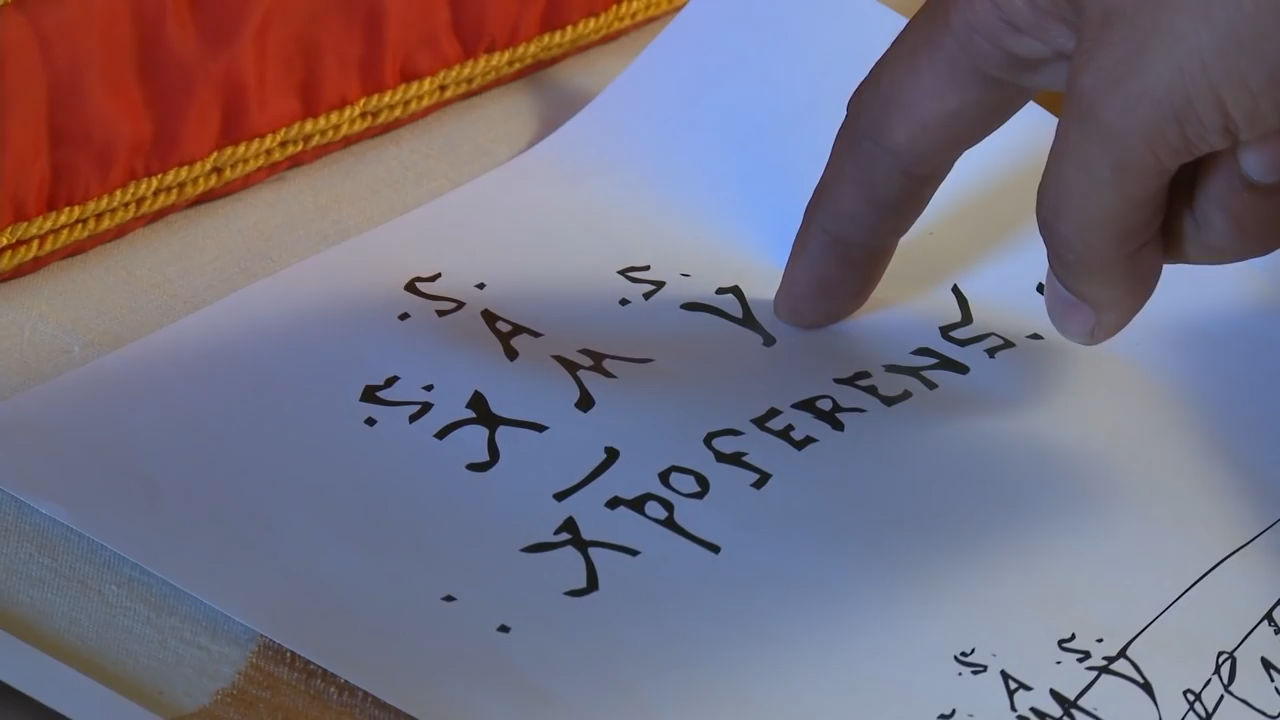 .S.
.S. A .S.
X M Y
: XPOFERENS.
.S.
A .S.
M Y